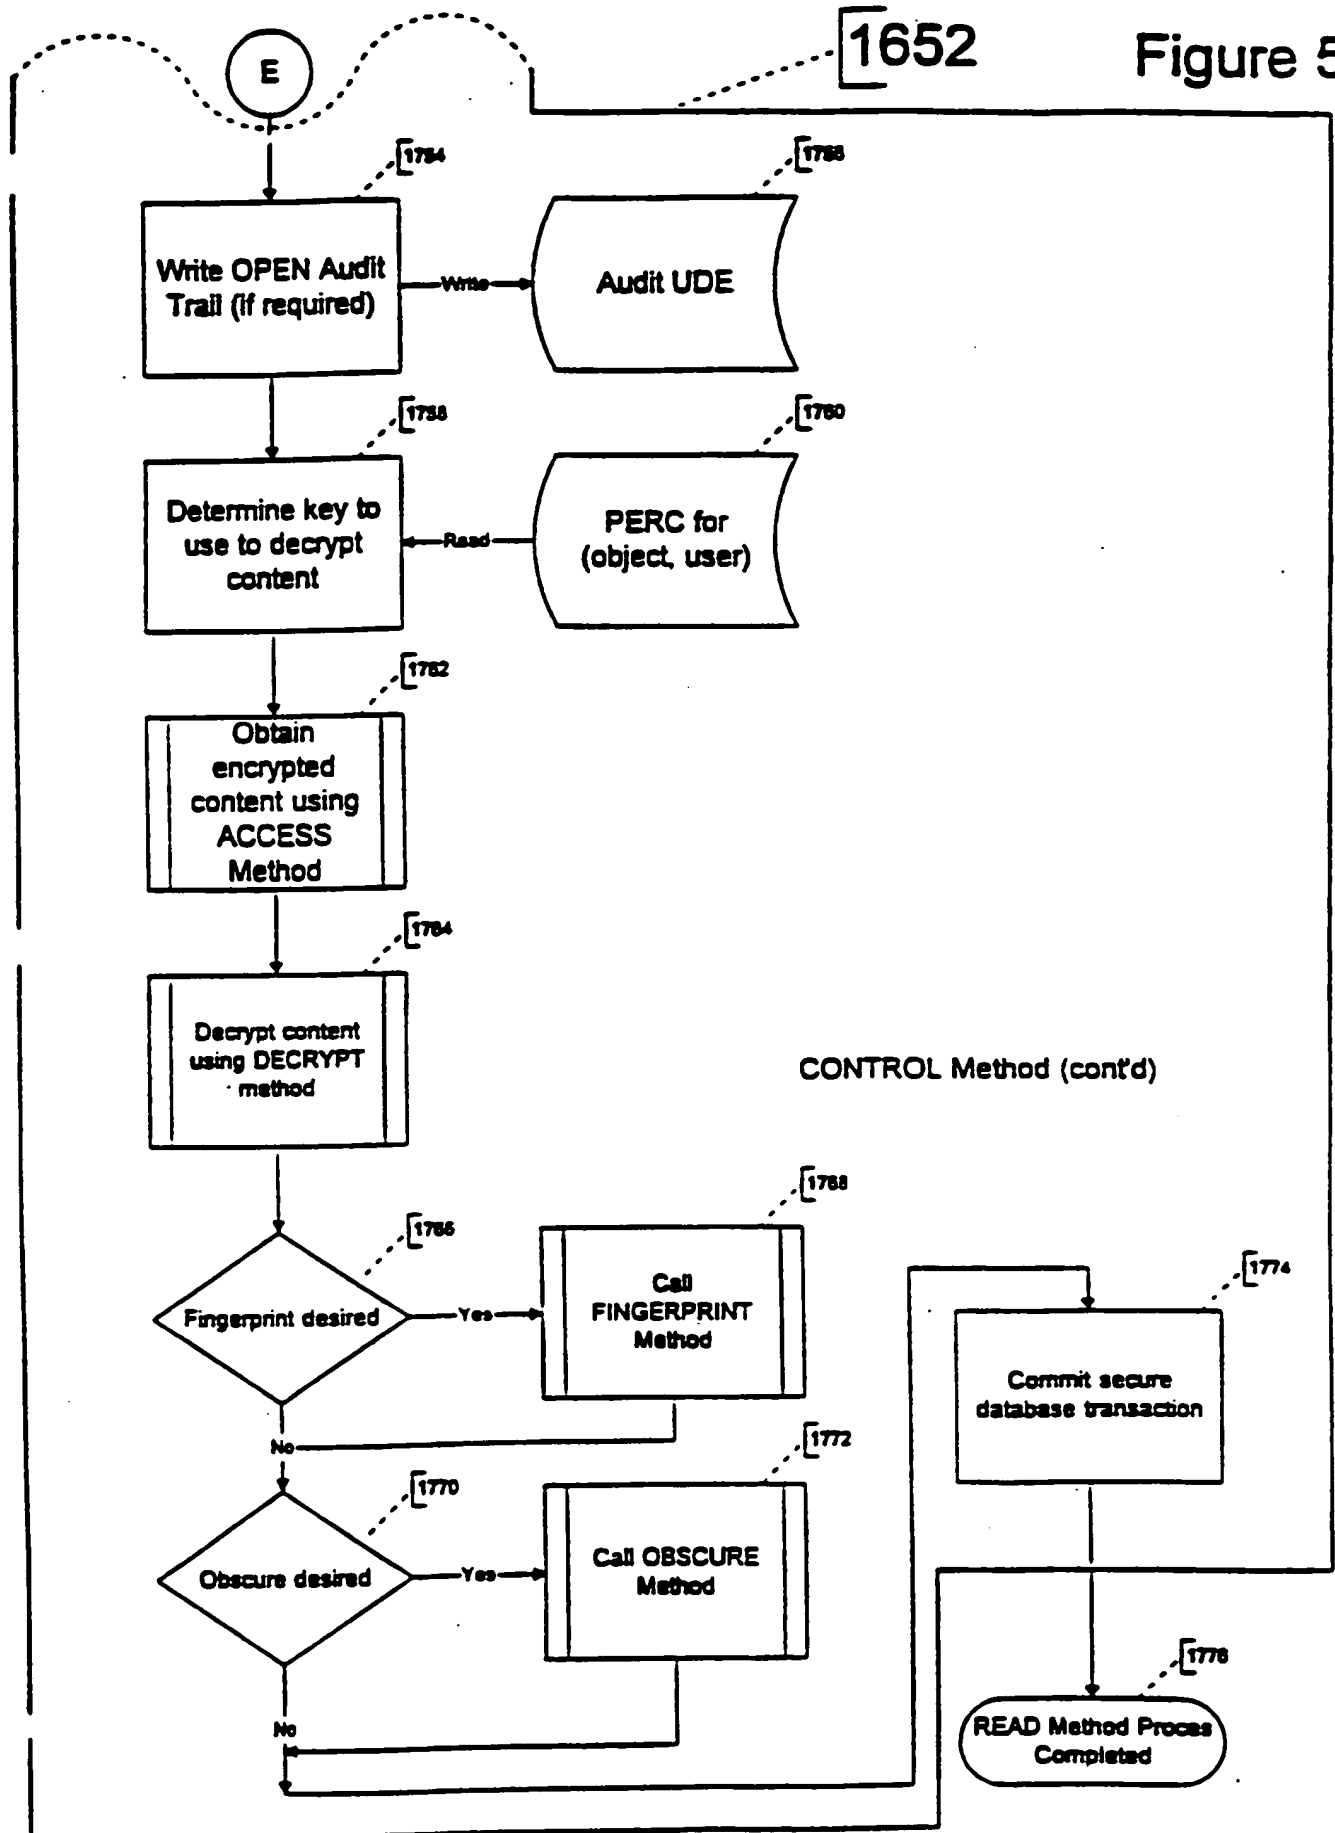 1652
Figure 5
E
1754
Write OPEN Audit
Trail (if required)
Write
1756
Audit UDE
1758
Determine key to
use to decrypt
content
Read
1760
PERC for
(object, user)
1762
Obtain
encrypted
content using
ACCESS
Method
1764
Decrypt content
using DECRYPT
method
CONTROL Method (cont'd)
1766
Fingerprint desired
Yes
1768
Call
FINGERPRINT
Method
No
1770
Obscure desired
Yes
1772
Call OBSCURE
Method
No
1774
Commit secure
database transaction
1776
READ Method Proces
Completed